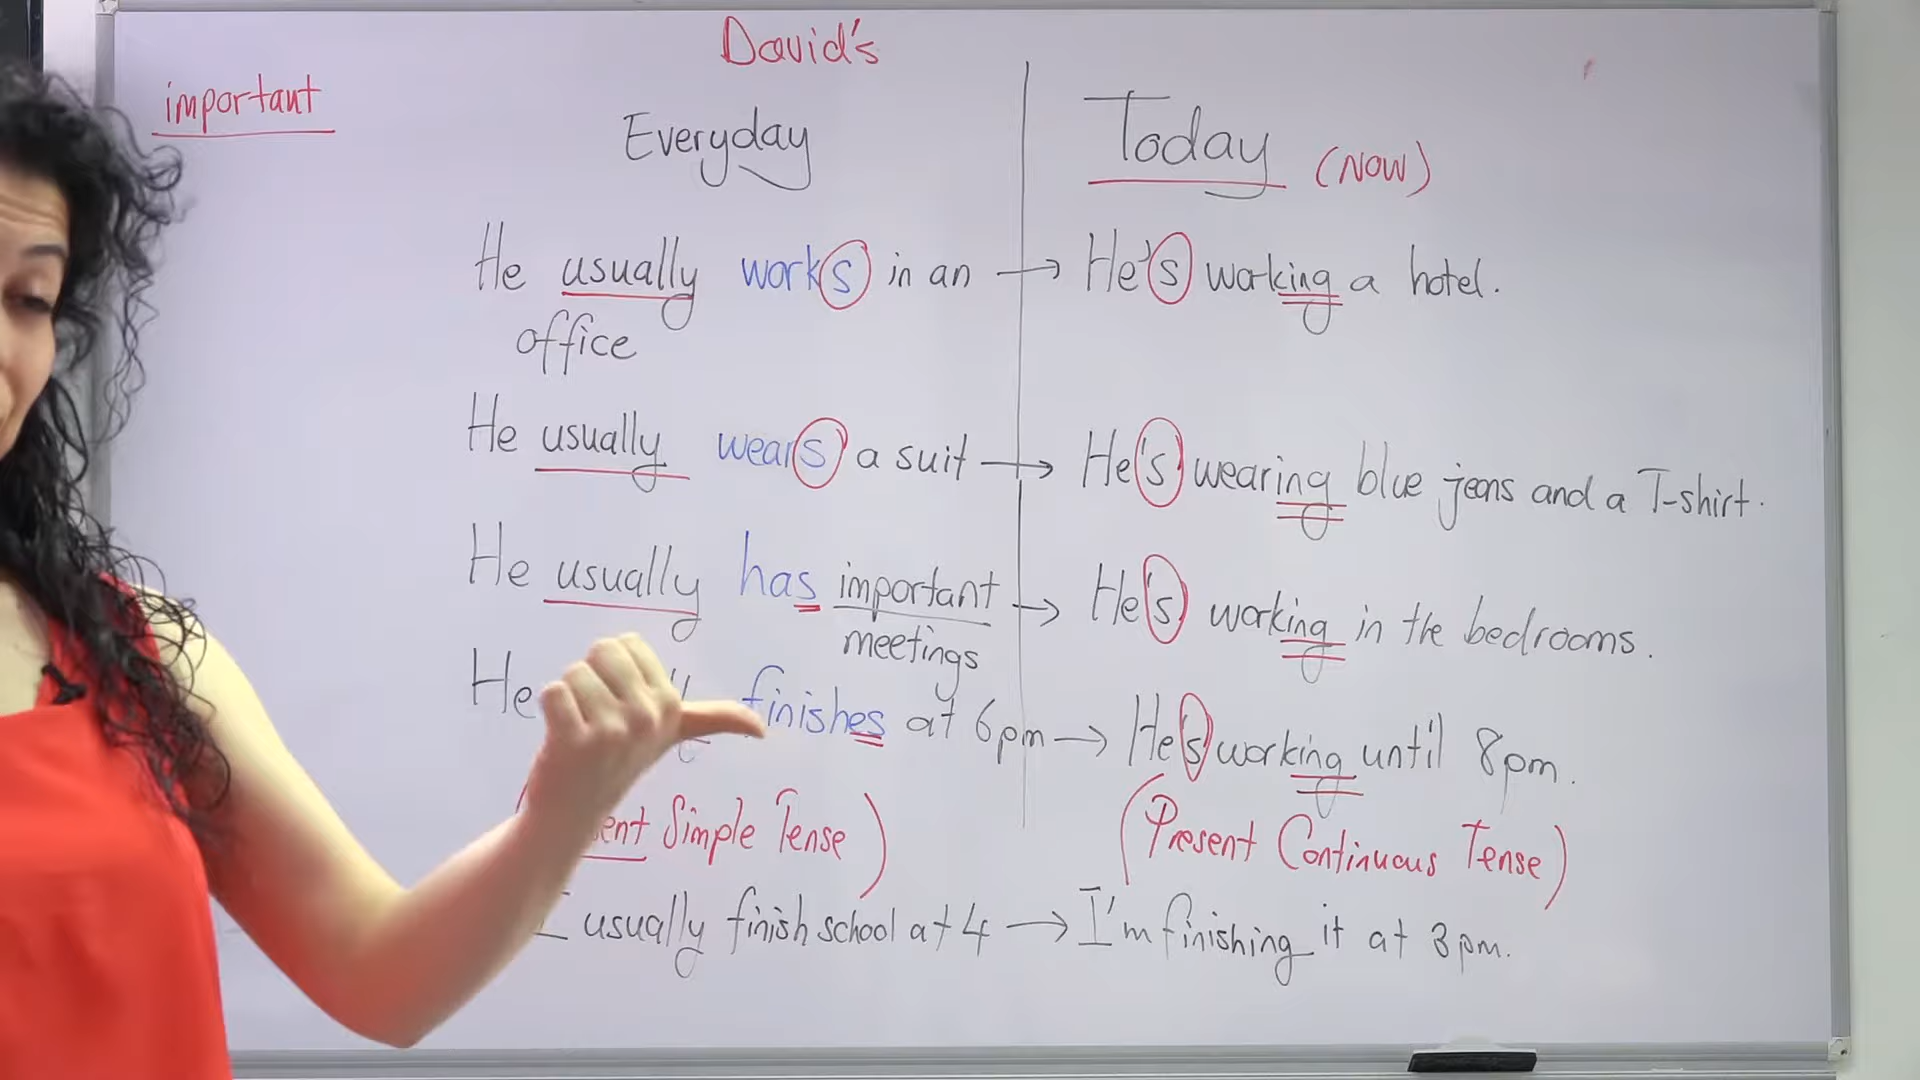 David's
important
Everyday
Today (NOW)
He usually works in an → He's working a hotel.
office
He usually wears a suit → He's wearing blue jeans and a T-shirt.
He usually has important → He's working in the bedrooms.
meetings
He finishes at 6pm → He's working until 8pm.
Simple Tense) (Present Continuous Tense)
I usually finish school at 4 → I'm finishing it at 3pm.